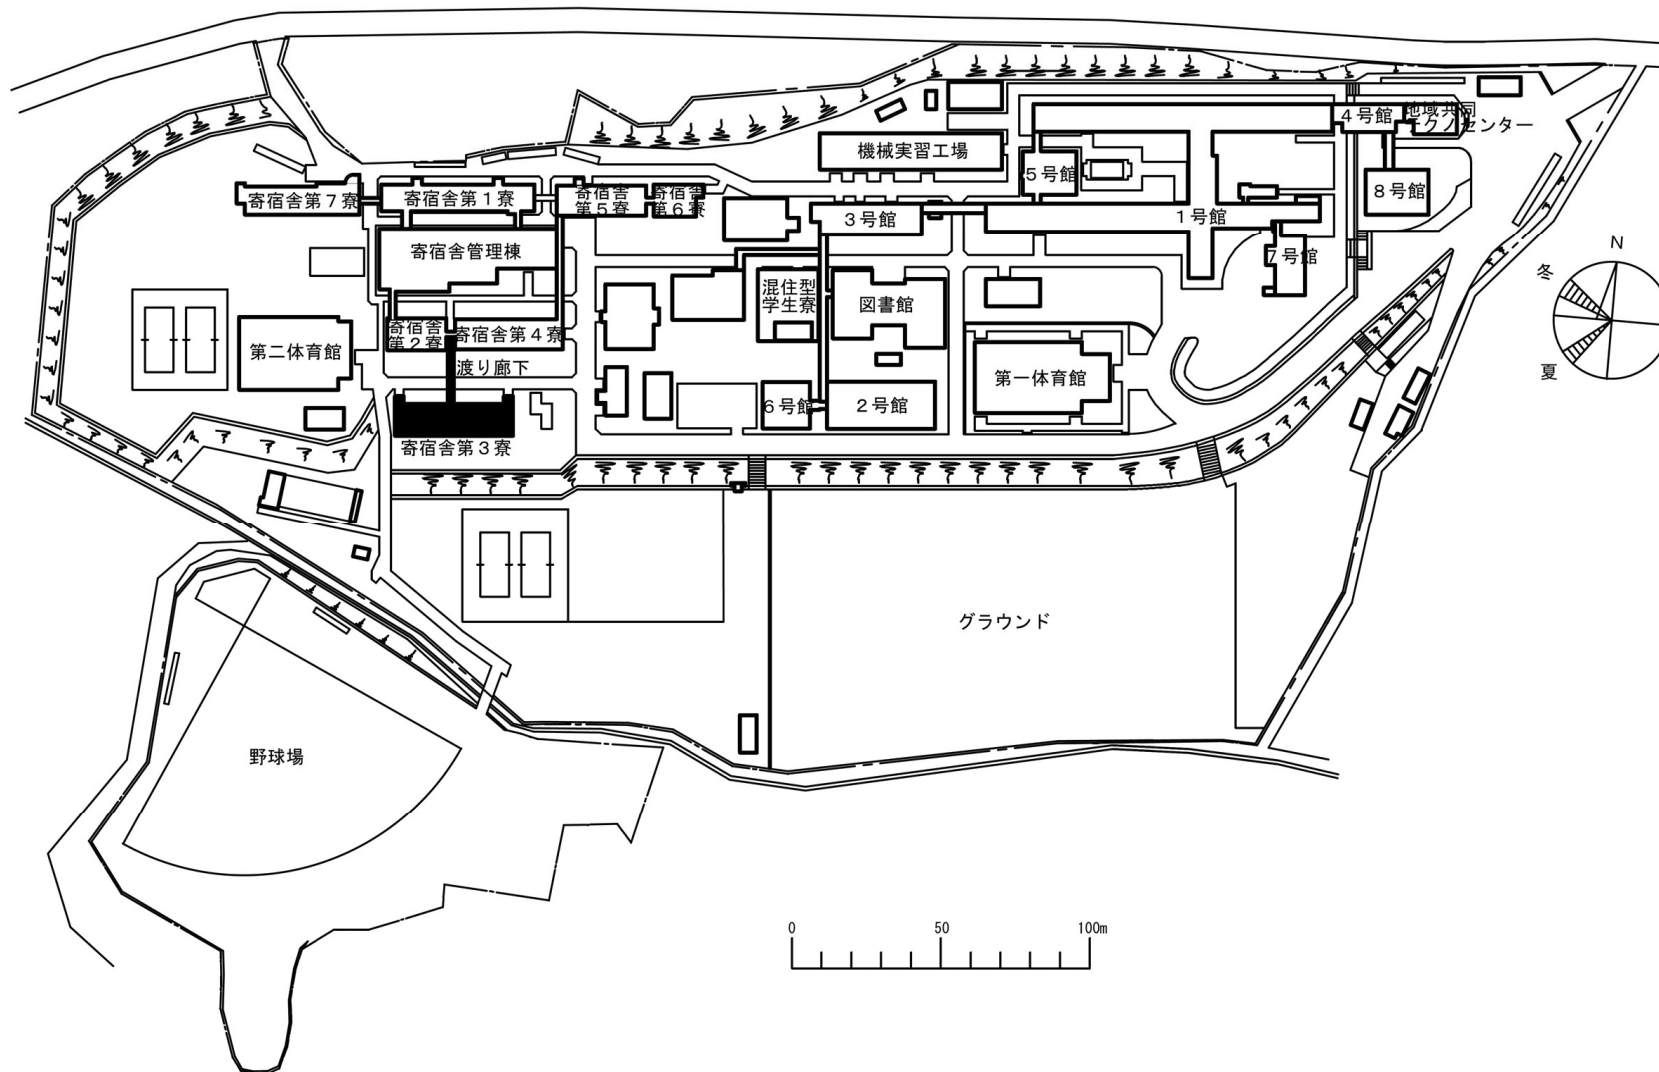 ４号館
地域共同
テクノセンター
機械実習工場
５号館
８号館
寄宿舎第７寮
寄宿舎第１寮
寄宿舎
第５寮
寄宿舎
第６寮
３号館
１号館
寄宿舎管理棟
７号館
N
冬
夏
混住型
学生寮
図書館
寄宿舎
第２寮
寄宿舎第４寮
第二体育館
渡り廊下
第一体育館
６号館
２号館
寄宿舎第３寮
グラウンド
野球場
0 50 100m